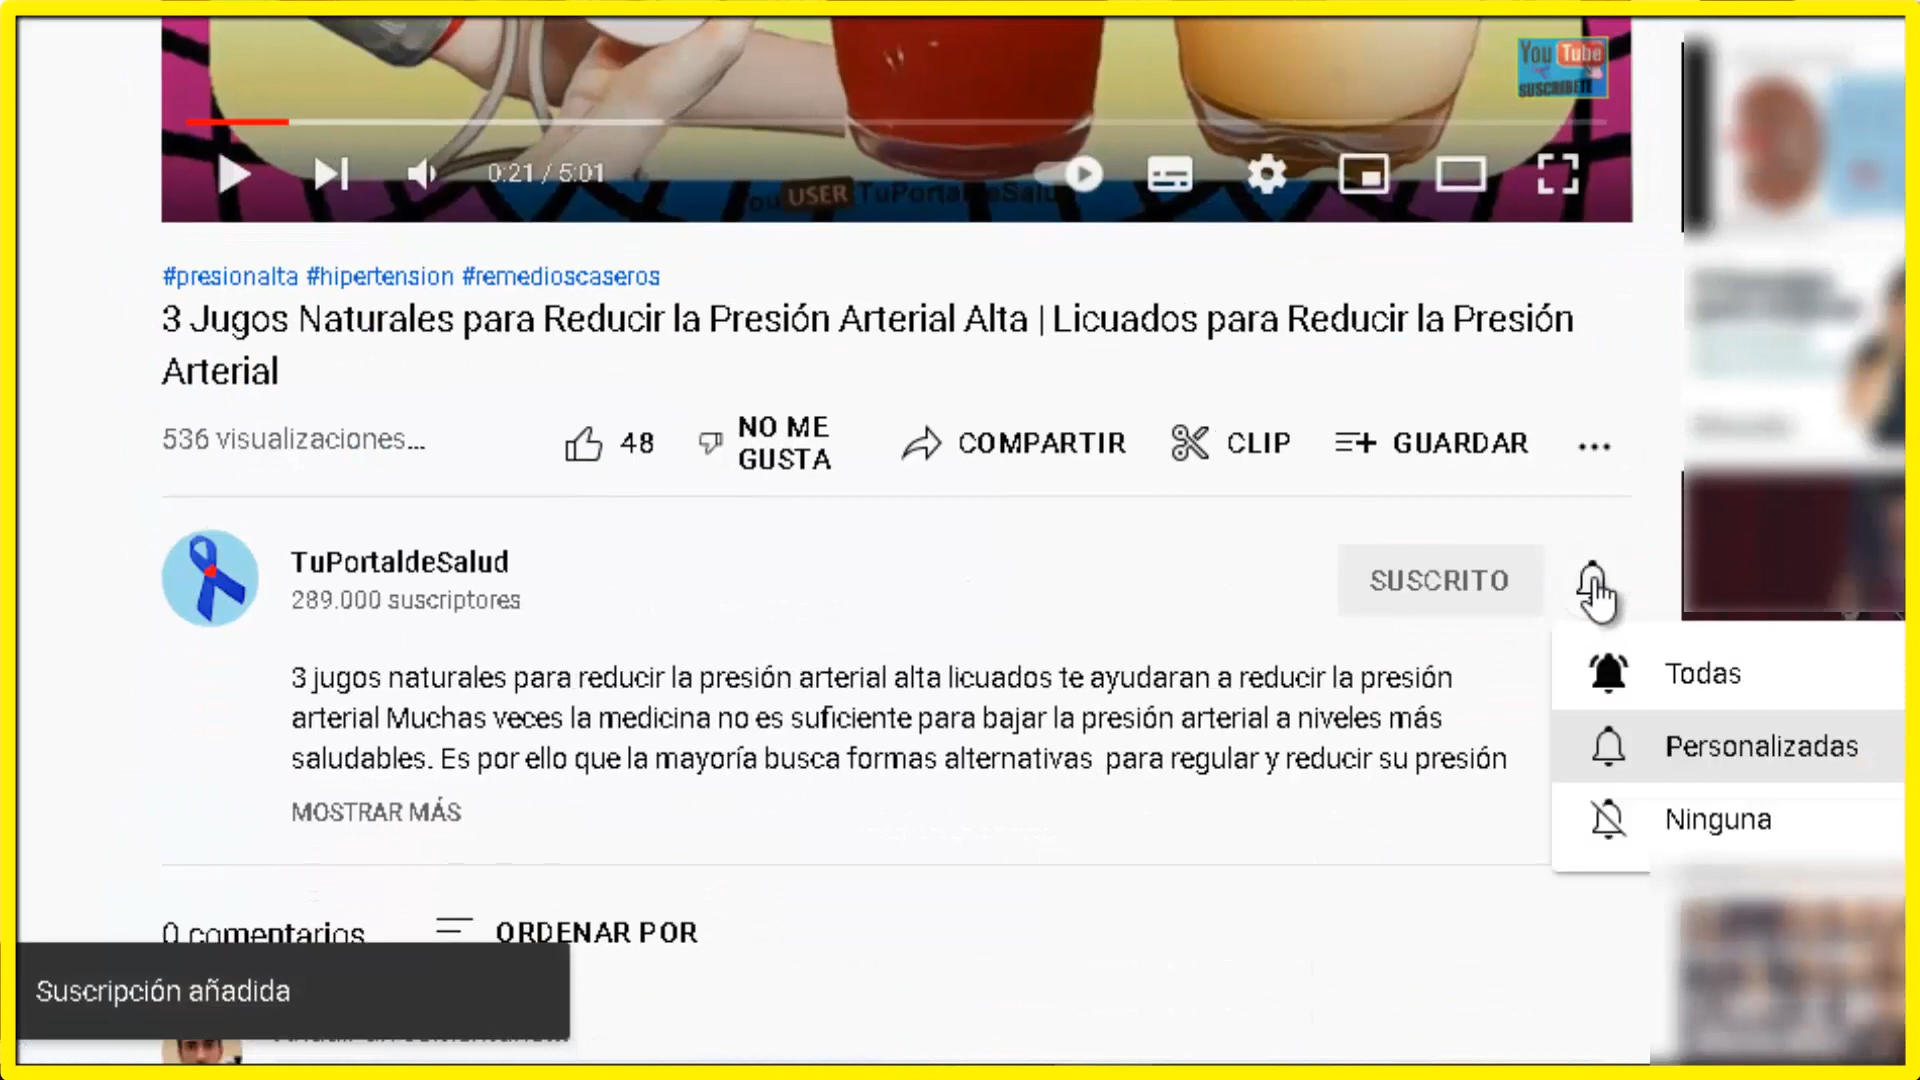 You Tube
SUSCRIBETE
0:21 / 5:01
You USER TuPortaldeSalud
#presionalta #hipertension #remedioscaseros
3 Jugos Naturales para Reducir la Presión Arterial Alta | Licuados para Reducir la Presión
Arterial
536 visualizaciones...
48
NO ME
GUSTA
COMPARTIR
CLIP
GUARDAR
TuPortaldeSalud
289.000 suscriptores
SUSCRITO
Todas
Personalizadas
Ninguna
3 jugos naturales para reducir la presión arterial alta licuados te ayudaran a reducir la presión
arterial Muchas veces la medicina no es suficiente para bajar la presión arterial a niveles más
saludables. Es por ello que la mayoría busca formas alternativas para regular y reducir su presión
MOSTRAR MÁS
0 comentarios
ORDENAR POR
Suscripción añadida